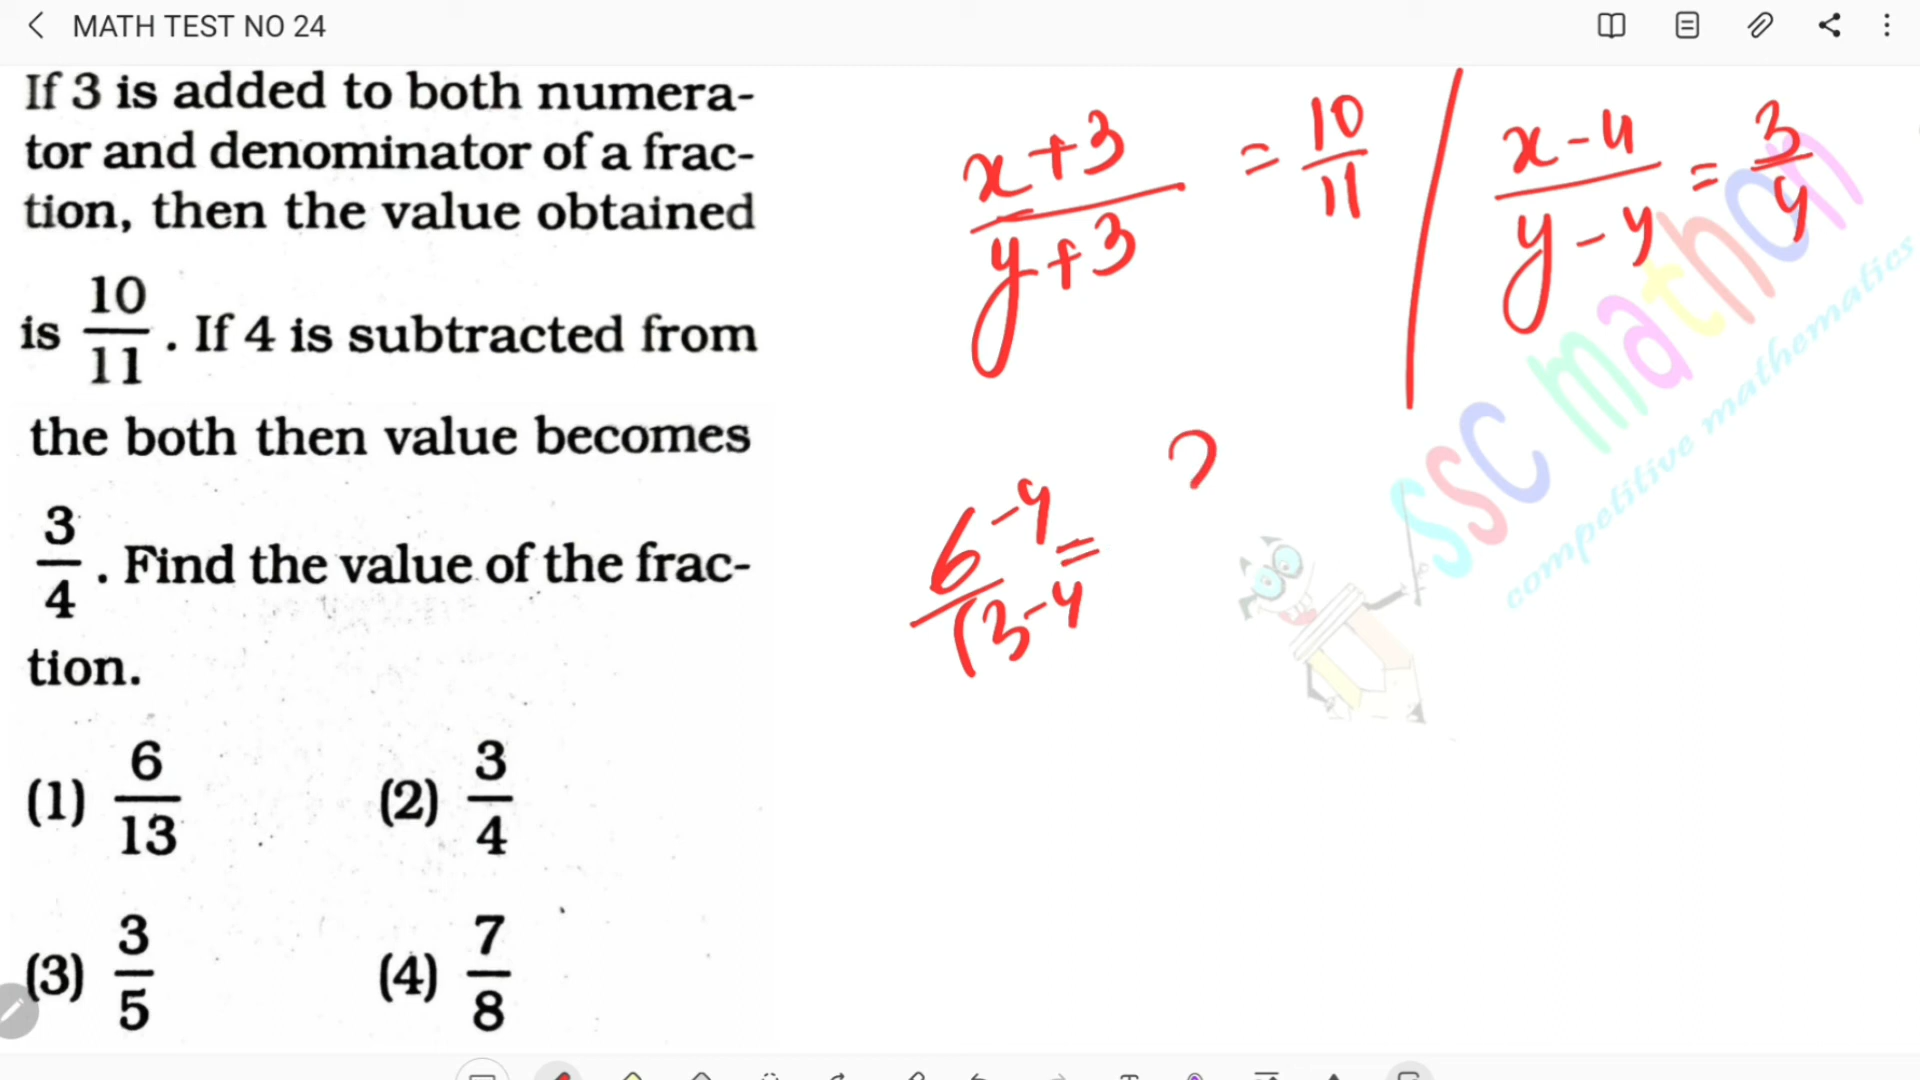 MATH TEST NO 24
If 3 is added to both numera-
tor and denominator of a frac-
tion, then the value obtained
is 10/11 . If 4 is subtracted from
the both then value becomes
3/4 . Find the value of the frac-
tion.
(1) 6/13 (2) 3/4
(3) 3/5 (4) 7/8
x+3/y+3 = 10/11
x-4/y-4 = 3/4
6-4/13-4 =
ssc mathon
competitive mathematics